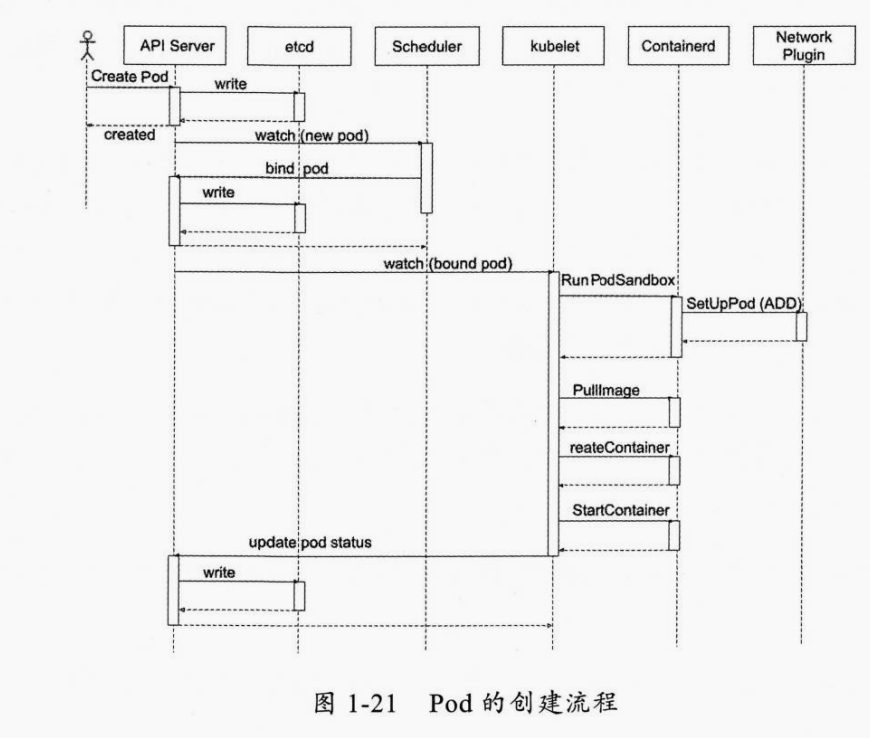 API Server
etcd
Scheduler
kubelet
Containerd
Network
Plugin
Create Pod
write
created
watch (new pod)
bind pod
write
watch (bound pod)
RunPodSandbox
SetUpPod (ADD)
PullImage
reateContainer
StartContainer
update pod status
write
图 1-21 Pod 的创建流程